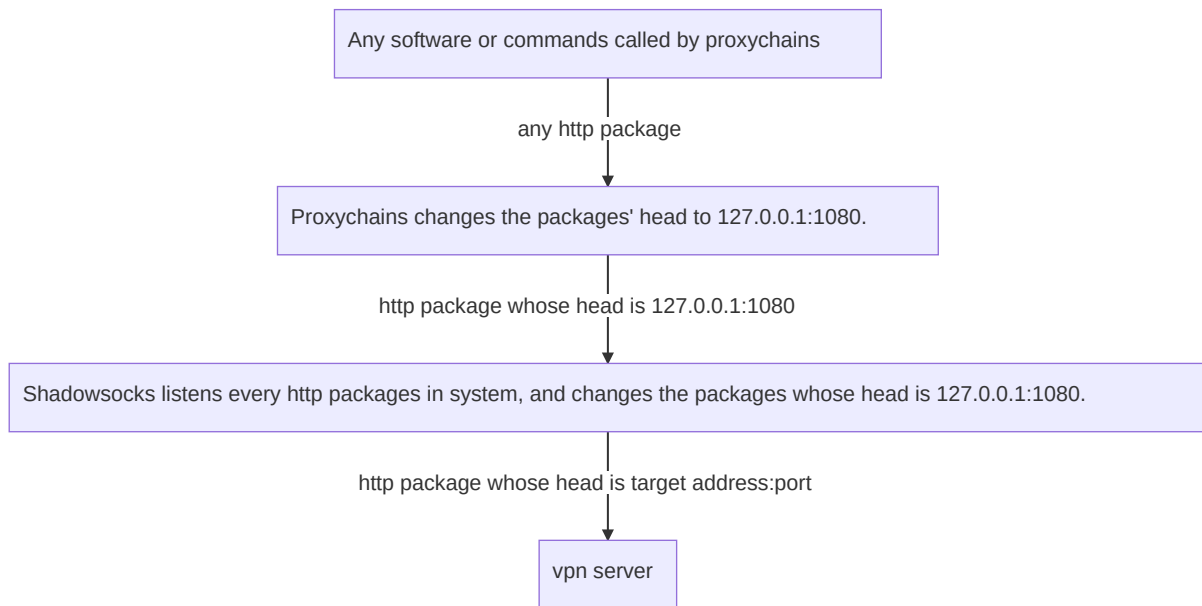 Any software or commands called by proxychains
any http package
Proxychains changes the packages' head to 127.0.0.1:1080.
http package whose head is 127.0.0.1:1080
Shadowsocks listens every http packages in system, and changes the packages whose head is 127.0.0.1:1080.
http package whose head is target address:port
vpn server